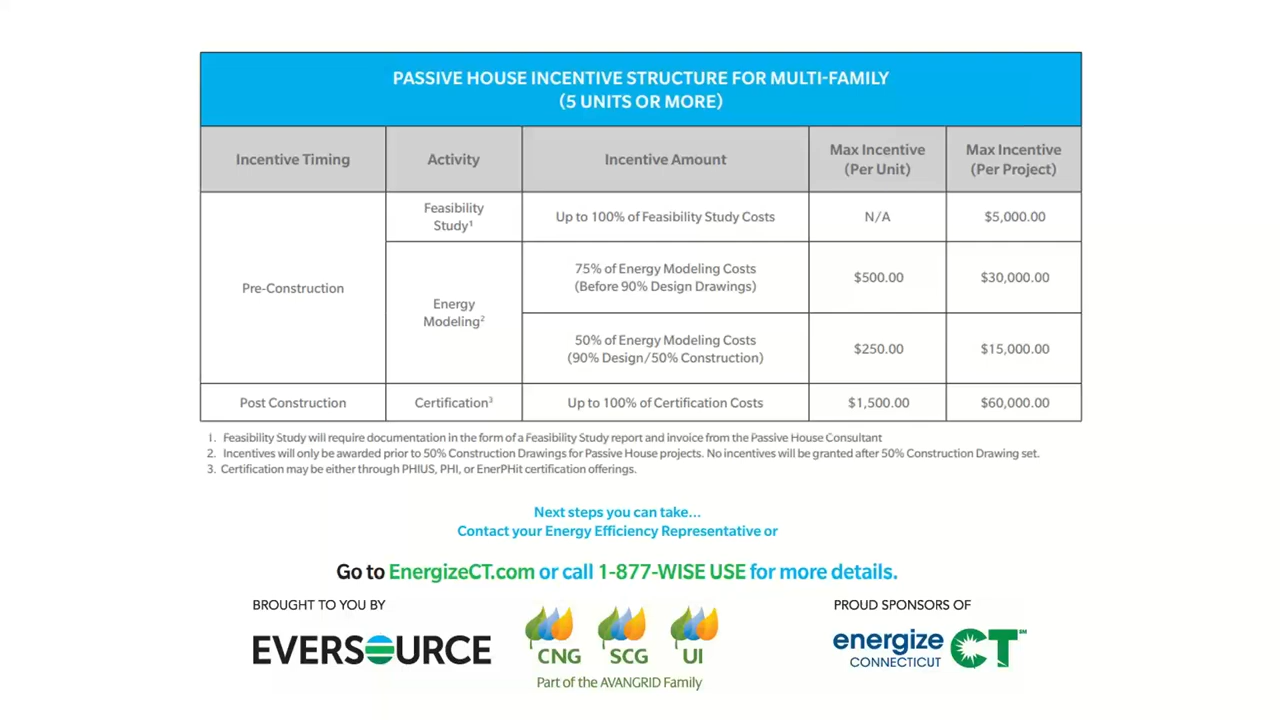 PASSIVE HOUSE INCENTIVE STRUCTURE FOR MULTI-FAMILY
(5 UNITS OR MORE)
Incentive Timing
Activity
Incentive Amount
Max Incentive
(Per Unit)
Max Incentive
(Per Project)
Pre-Construction
Feasibility
Study¹
Up to 100% of Feasibility Study Costs
N/A
$5,000.00
Energy
Modeling²
75% of Energy Modeling Costs
(Before 90% Design Drawings)
$500.00
$30,000.00
50% of Energy Modeling Costs
(90% Design/50% Construction)
$250.00
$15,000.00
Post Construction
Certification³
Up to 100% of Certification Costs
$1,500.00
$60,000.00
1. Feasibility Study will require documentation in the form of a Feasibility Study report and invoice from the Passive House Consultant
2. Incentives will only be awarded prior to 50% Construction Drawings for Passive House projects. No incentives will be granted after 50% Construction Drawing set.
3. Certification may be either through PHIUS, PHI, or EnerPHit certification offerings.
Next steps you can take...
Contact your Energy Efficiency Representative or
Go to EnergizeCT.com or call 1-877-WISE USE for more details.
BROUGHT TO YOU BY
EVERSOURCE
CNG
SCG
UI
Part of the AVANGRID Family
PROUD SPONSORS OF
energize
CONNECTICUT
CT℠